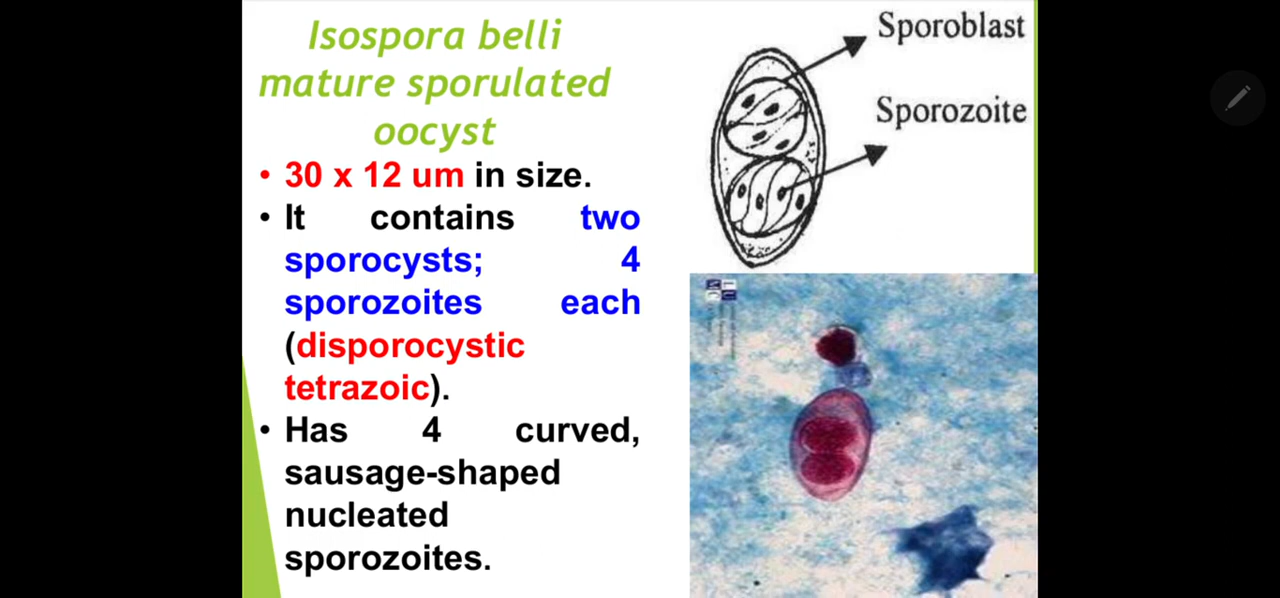 Isospora belli
mature sporulated
oocyst
• 30 x 12 um in size.
• It contains two
sporocysts; 4
sporozoites each
(disporocystic
tetrazoic).
• Has 4 curved,
sausage-shaped
nucleated
sporozoites.
Sporoblast
Sporozoite